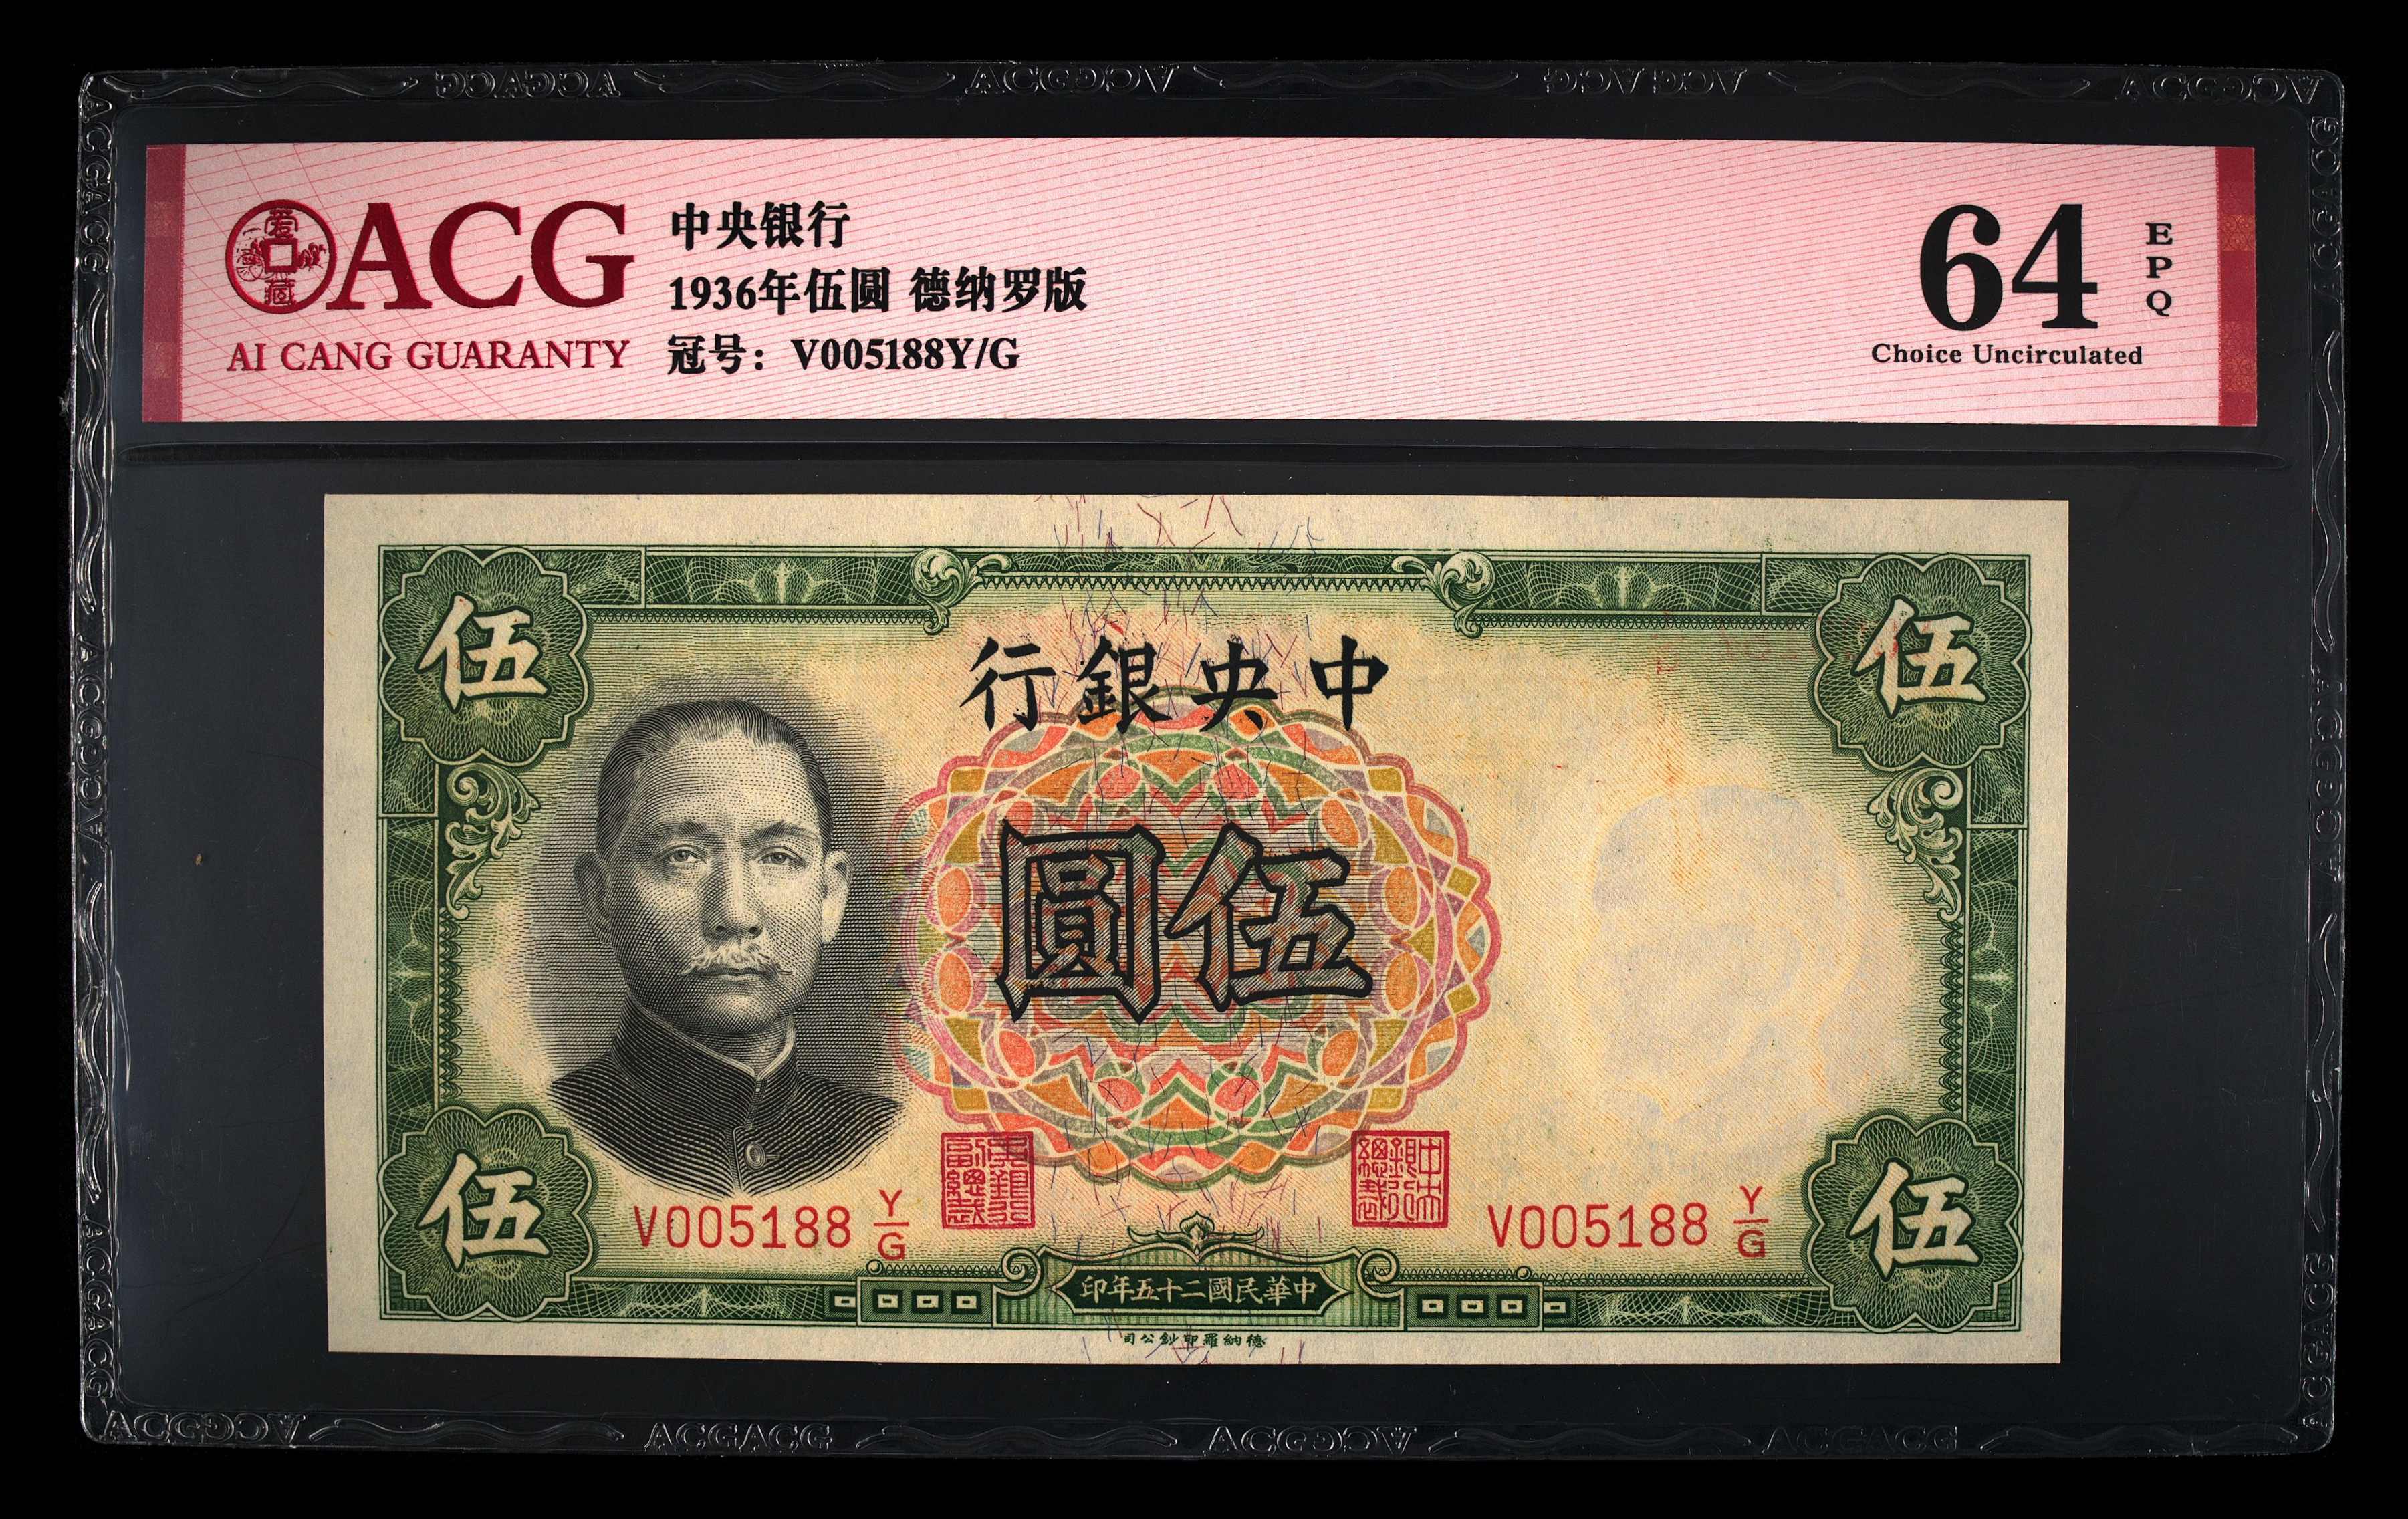 ACG
AI CANG GUARANTY
中央银行
1936年伍圆 德纳罗版
冠号：V005188Y/G
64
EPQ
Choice Uncirculated
伍
伍
行銀央中
圓伍
V005188 Y/G
V005188 Y/G
伍
伍
印年五十二國民華中
司公鈔印羅納德